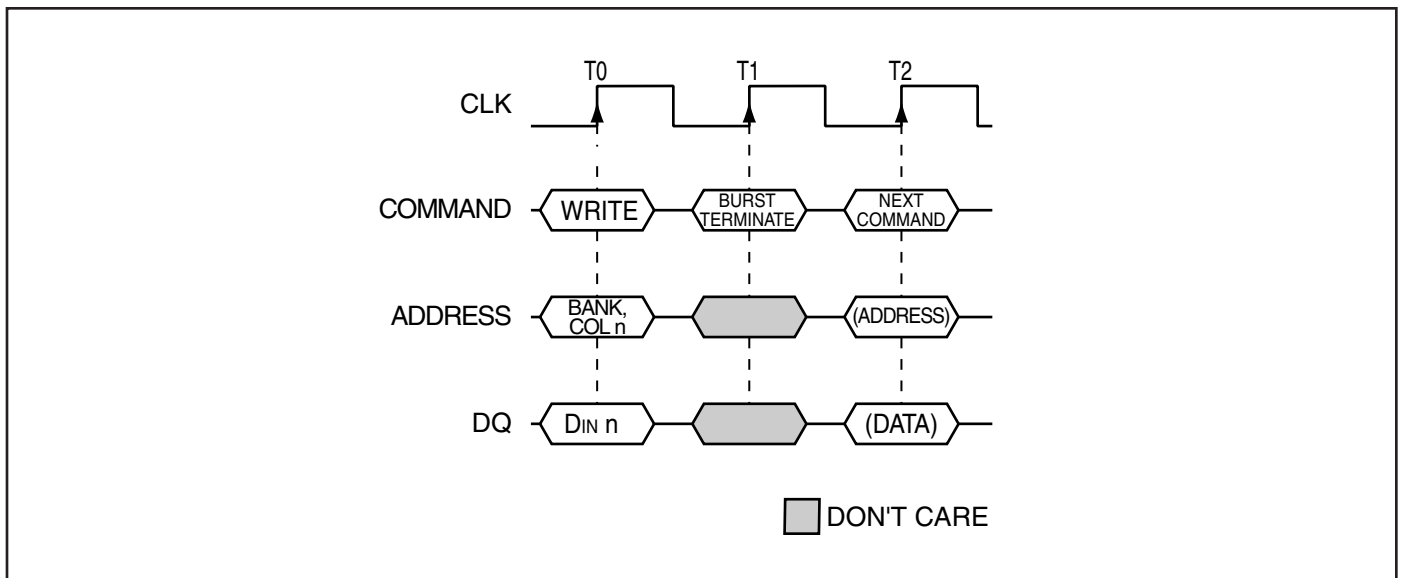 T0 T1 T2
CLK
COMMAND WRITE BURST TERMINATE NEXT COMMAND
ADDRESS BANK, COL n (ADDRESS)
DQ DIN n (DATA)
DON'T CARE